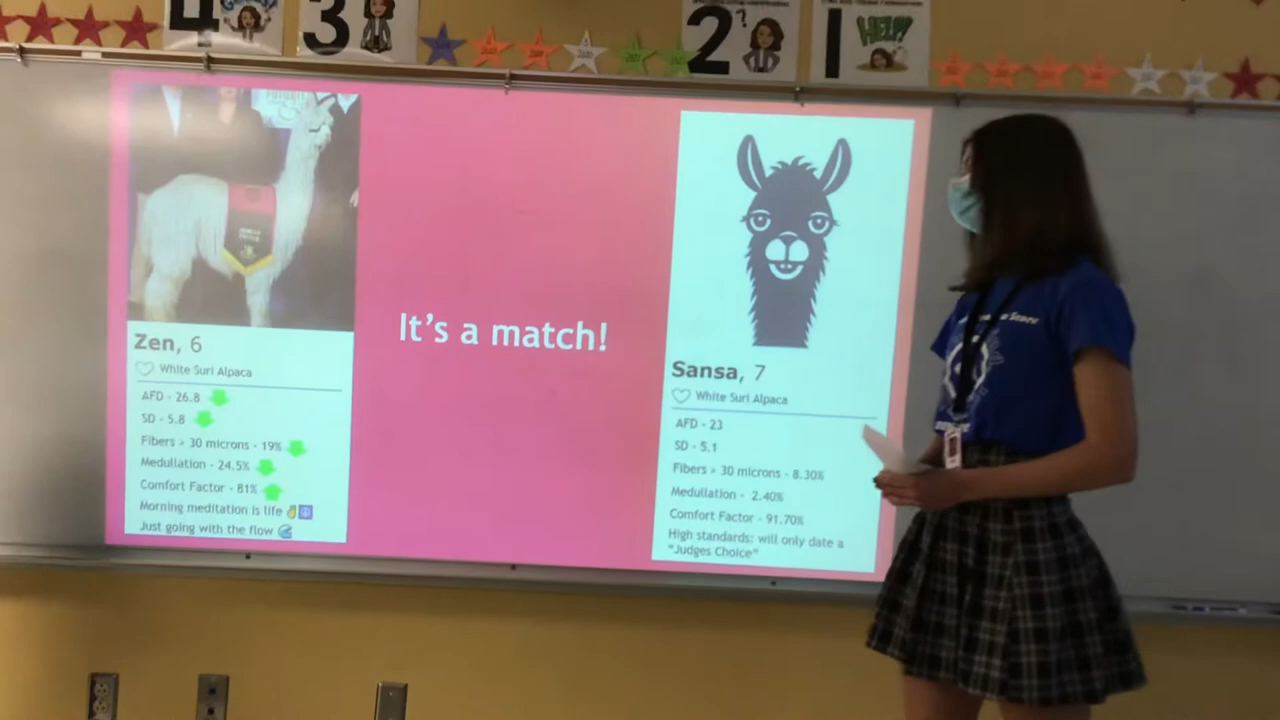 4
3
2
?
1
HELP!
Zen, 6
White Suri Alpaca
AFD - 26.8
SD - 5.8
Fibers > 30 microns - 19%
Medullation - 24.5%
Comfort Factor - 81%
Morning meditation is life ✌️⚛️
Just going with the flow 🌊
It's a match!
Sansa, 7
White Suri Alpaca
AFD - 23
SD - 5.1
Fibers > 30 microns - 8.30%
Medullation - 2.40%
Comfort Factor - 91.70%
High standards: will only date a
"Judges Choice"